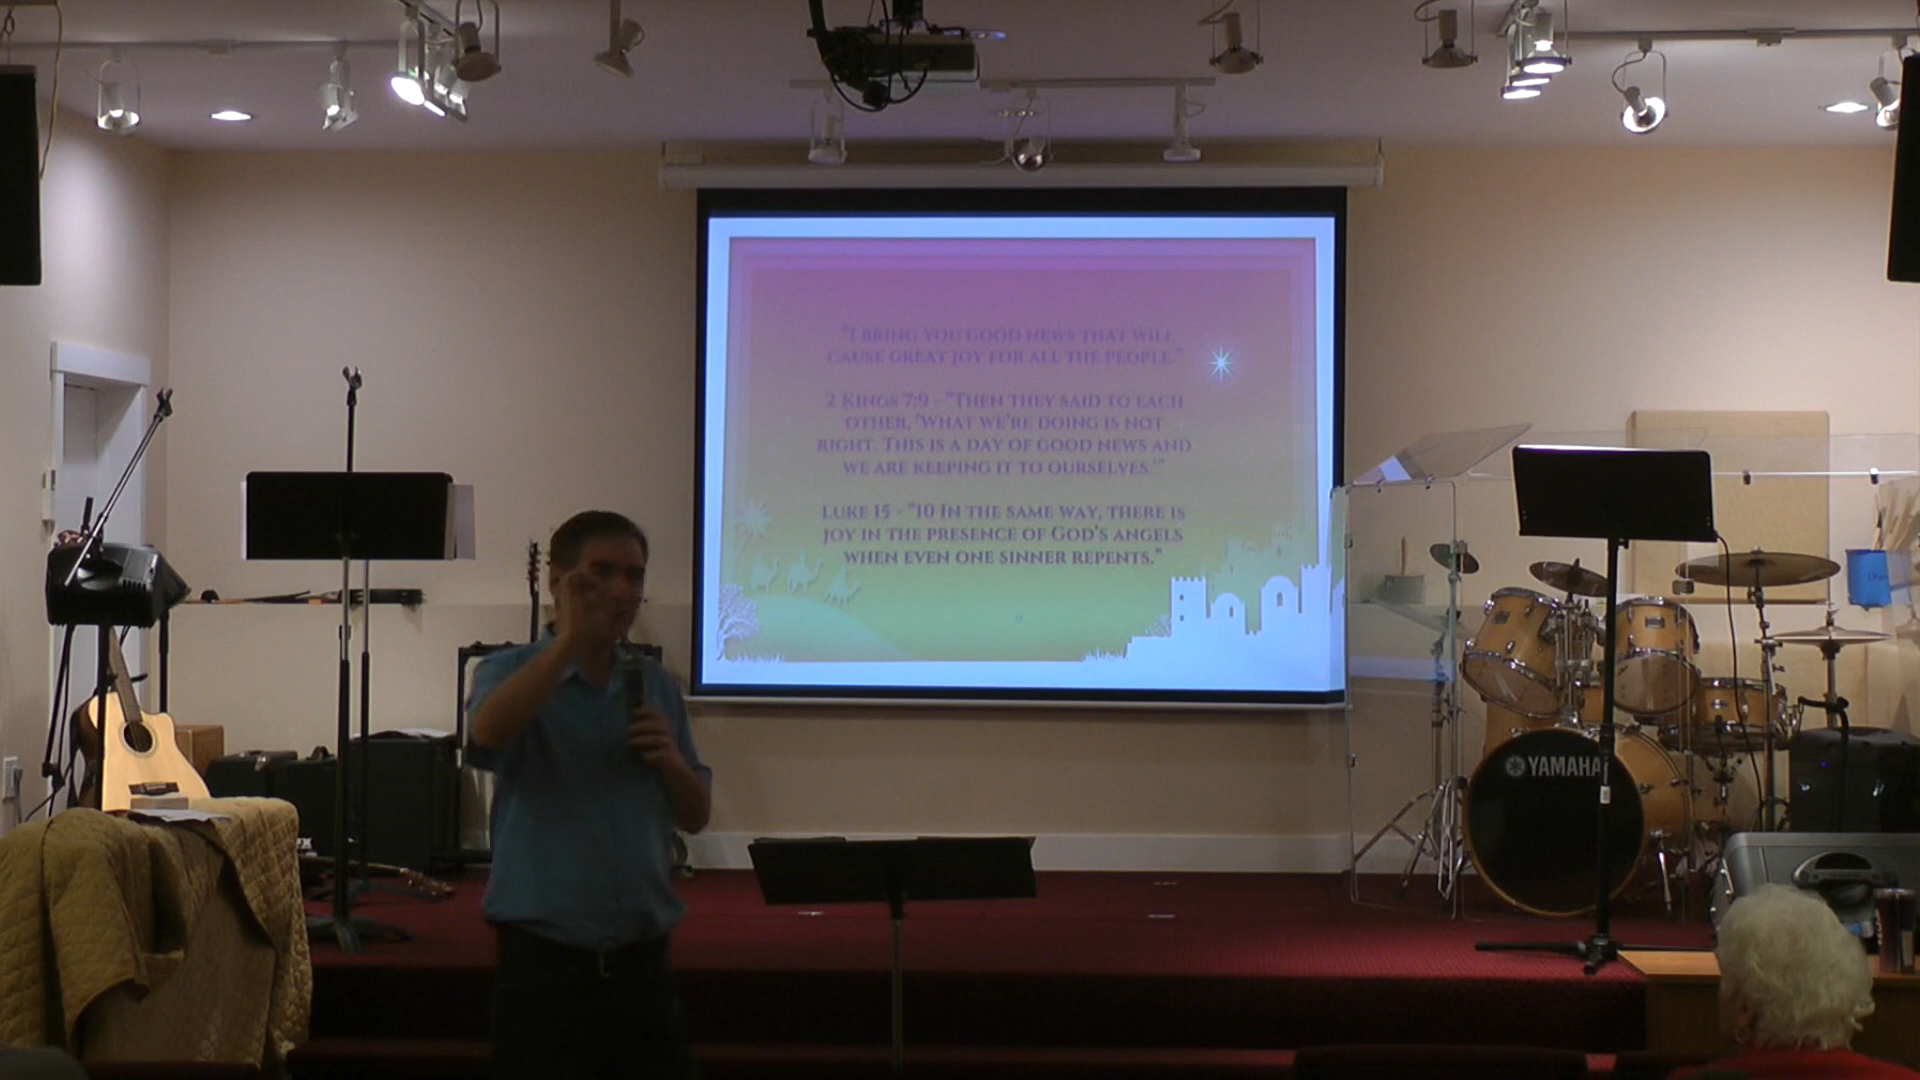 "I bring you good news that will
cause great joy for all the people."
2 Kings 7:9 - "Then they said to each
other, 'What we're doing is not
right. This is a day of good news and
we are keeping it to ourselves.'"
Luke 15 - "10 In the same way, there is
joy in the presence of God's angels
when even one sinner repents."
YAMAHA